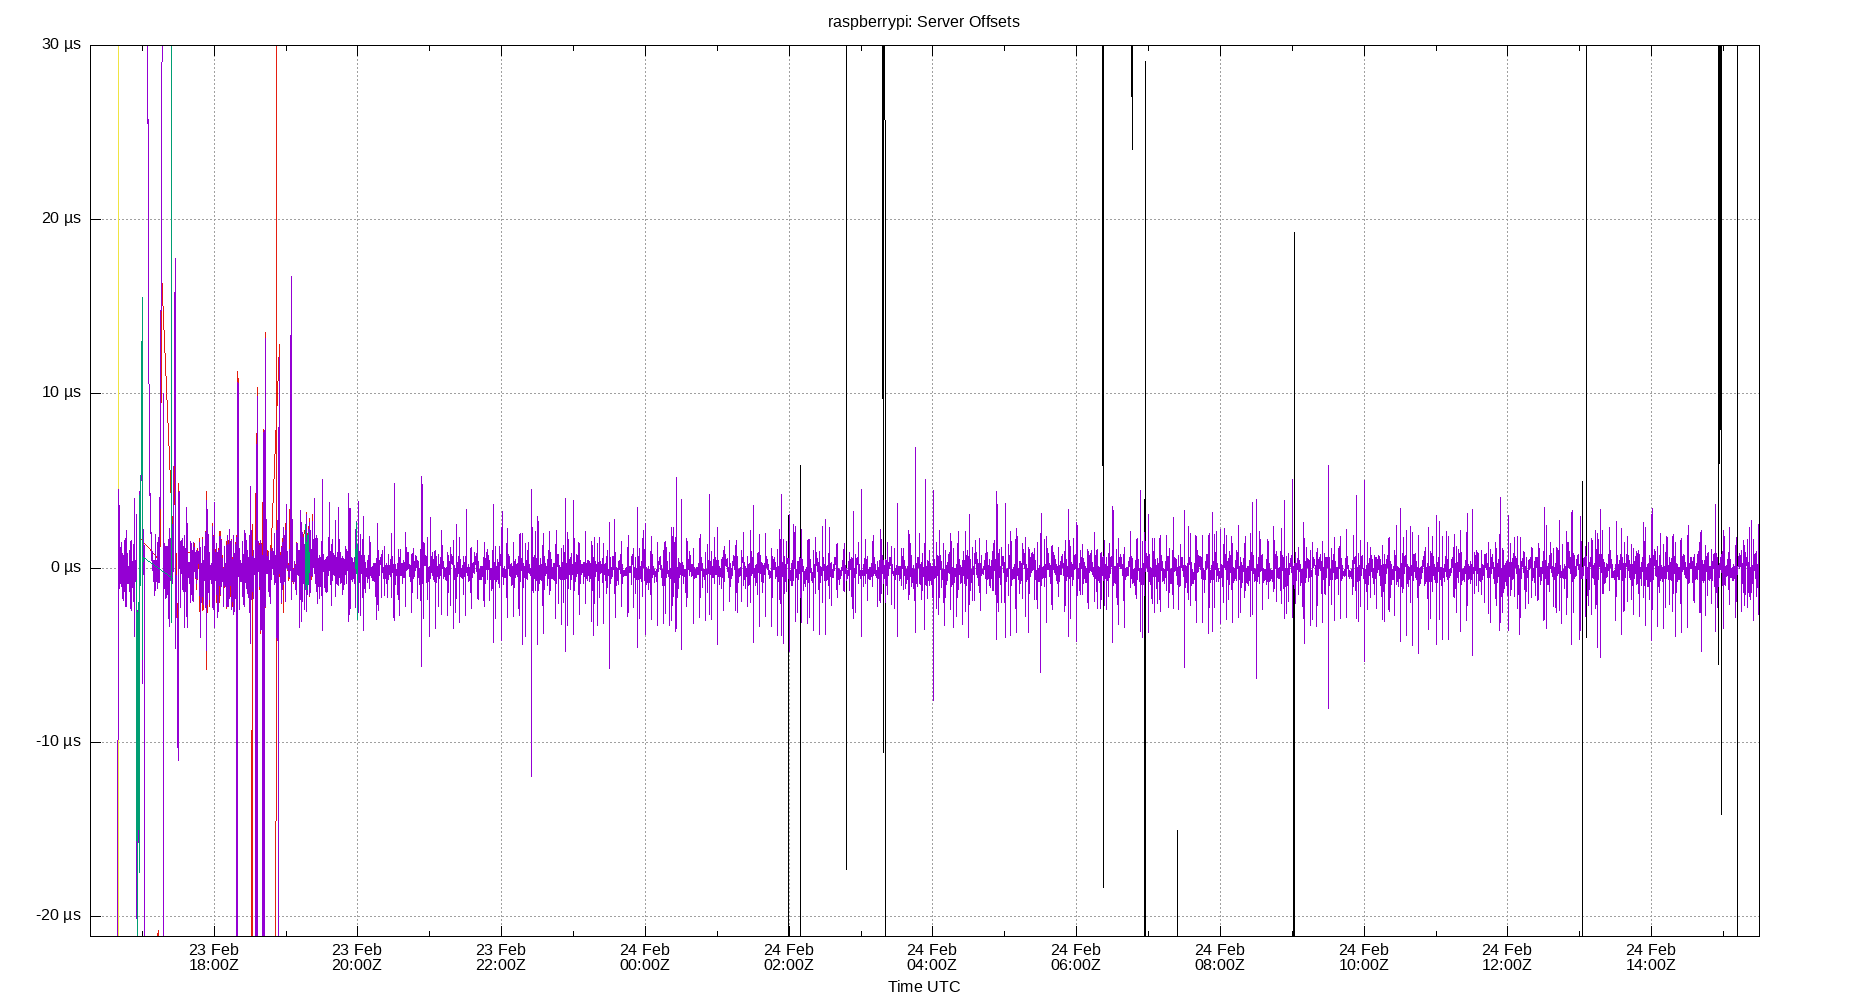 raspberrypi: Server Offsets
30 µs
20 µs
10 µs
0 µs
-10 µs
-20 µs
23 Feb 23 Feb 23 Feb 24 Feb 24 Feb 24 Feb 24 Feb 24 Feb 24 Feb 24 Feb 24 Feb
18:00Z 20:00Z 22:00Z 00:00Z 02:00Z 04:00Z 06:00Z 08:00Z 10:00Z 12:00Z 14:00Z
Time UTC